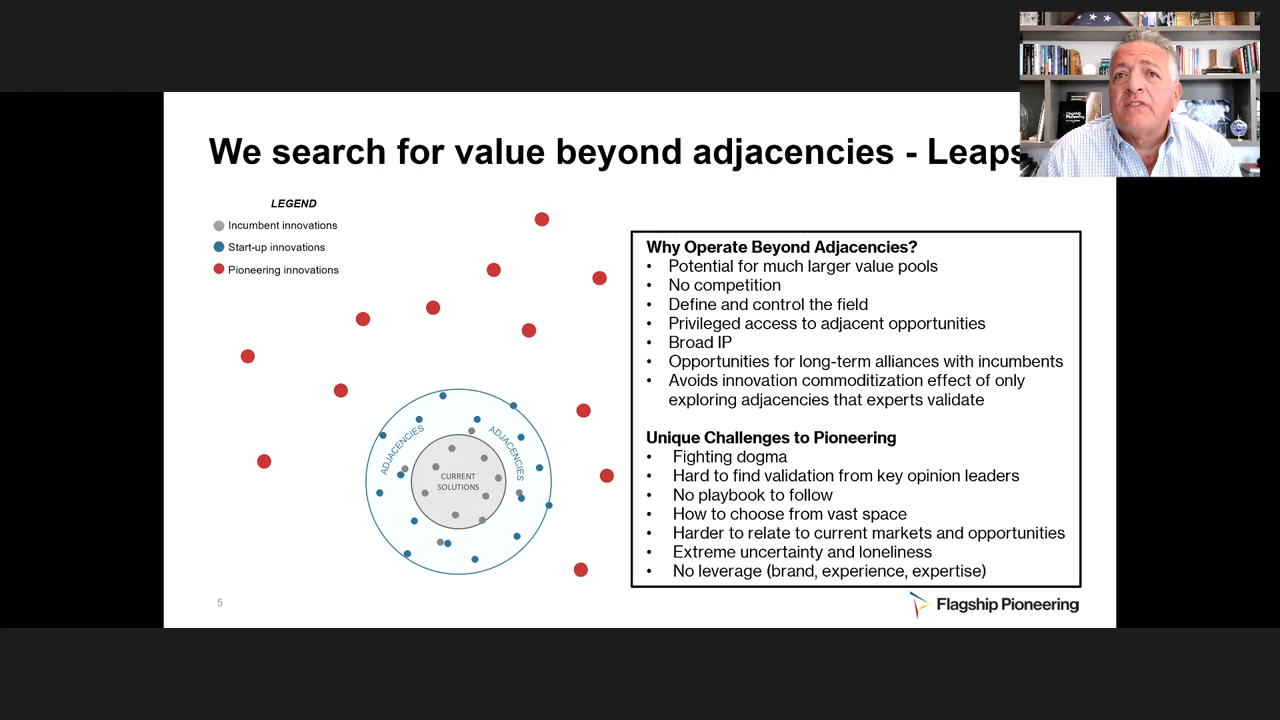 We search for value beyond adjacencies - Leaps
LEGEND
Incumbent innovations
Start-up innovations
Pioneering innovations
ADJACENCIES
ADJACENCIES
CURRENT
SOLUTIONS
Why Operate Beyond Adjacencies?
• Potential for much larger value pools
• No competition
• Define and control the field
• Privileged access to adjacent opportunities
• Broad IP
• Opportunities for long-term alliances with incumbents
• Avoids innovation commoditization effect of only
exploring adjacencies that experts validate
Unique Challenges to Pioneering
• Fighting dogma
• Hard to find validation from key opinion leaders
• No playbook to follow
• How to choose from vast space
• Harder to relate to current markets and opportunities
• Extreme uncertainty and loneliness
• No leverage (brand, experience, expertise)
5
Flagship Pioneering